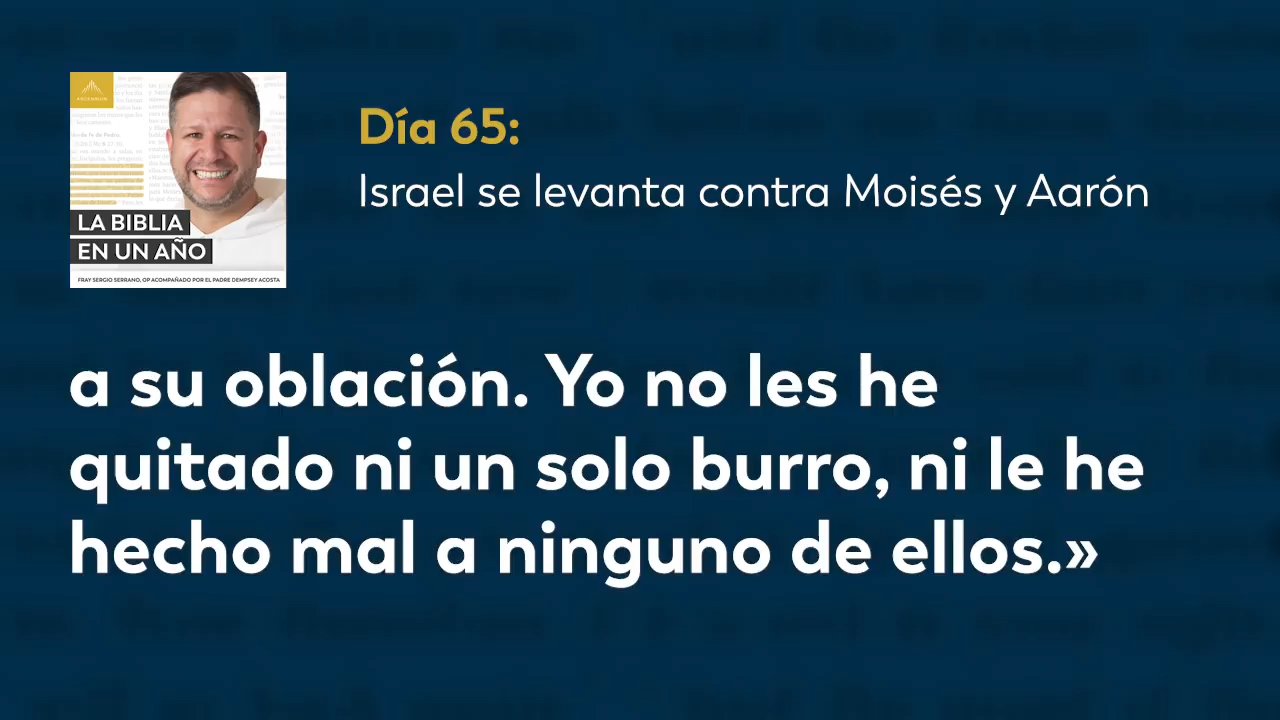 ASCENSION
LA BIBLIA
EN UN AÑO
FRAY SERGIO SERRANO, OP ACOMPAÑADO POR EL PADRE DEMPSEY ACOSTA
Día 65:
Israel se levanta contra Moisés y Aarón
a su oblación. Yo no les he
quitado ni un solo burro, ni le he
hecho mal a ninguno de ellos.»